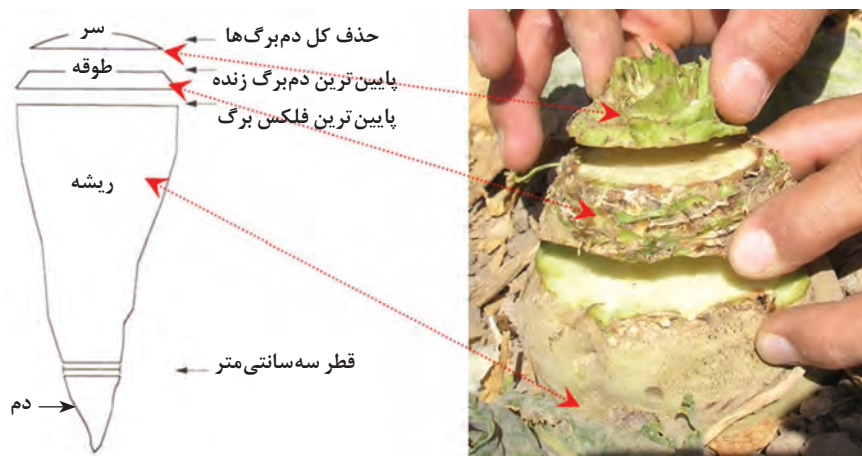 سر
حذف کل دم‌برگ‌ها
طوقه
پایین‌ترین دم‌برگ زنده
پایین‌ترین فلکس برگ
ریشه
قطر سه‌سانتی‌متر
دم